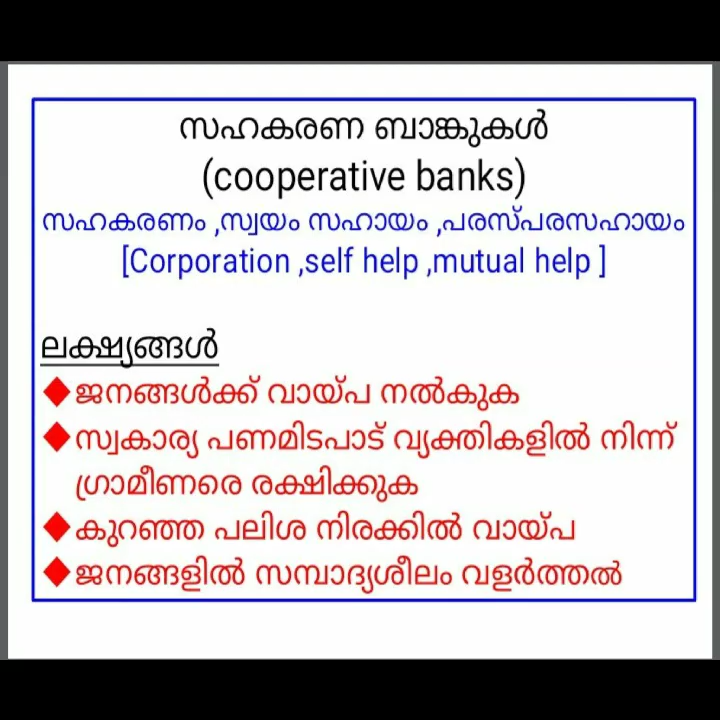 സഹകരണ ബാങ്കുകൾ
(cooperative banks)
സഹകരണം ,സ്വയം സഹായം ,പരസ്പരസഹായം
[Corporation ,self help ,mutual help ]
ലക്ഷ്യങ്ങൾ
◆ജനങ്ങൾക്ക് വായ്പ നൽകുക
◆സ്വകാര്യ പണമിടപാട് വ്യക്തികളിൽ നിന്ന്
ഗ്രാമീണരെ രക്ഷിക്കുക
◆കുറഞ്ഞ പലിശ നിരക്കിൽ വായ്പ
◆ജനങ്ങളിൽ സമ്പാദ്യശീലം വളർത്തൽ